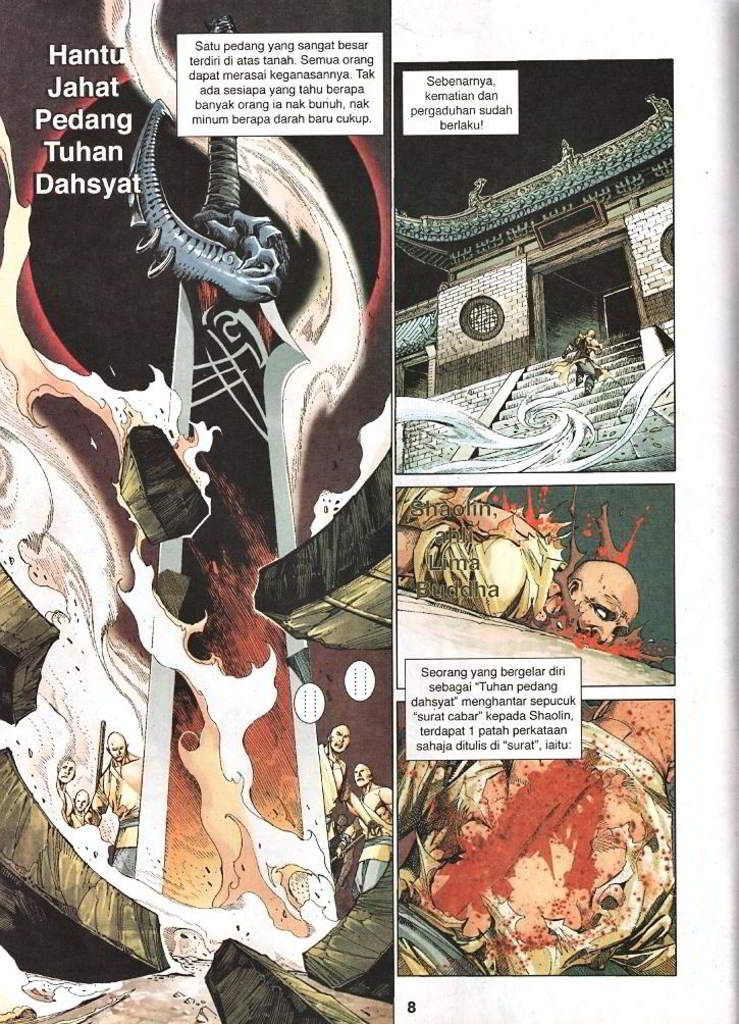 Hantu
Jahat
Pedang
Tuhan
Dahsyat
Satu pedang yang sangat besar
terdiri di atas tanah. Semua orang
dapat merasai keganasannya. Tak
ada sesiapa yang tahu berapa
banyak orang ia nak bunuh, nak
minum berapa darah baru cukup.
Sebenarnya,
kematian dan
pergaduhan sudah
berlaku!
Shaolin,
ahli
Lima
Buddha
Seorang yang bergelar diri
sebagai "Tuhan pedang
dahsyat" menghantar sepucuk
"surat cabar" kepada Shaolin,
terdapat 1 patah perkataan
sahaja ditulis di "surat", iaitu:
8